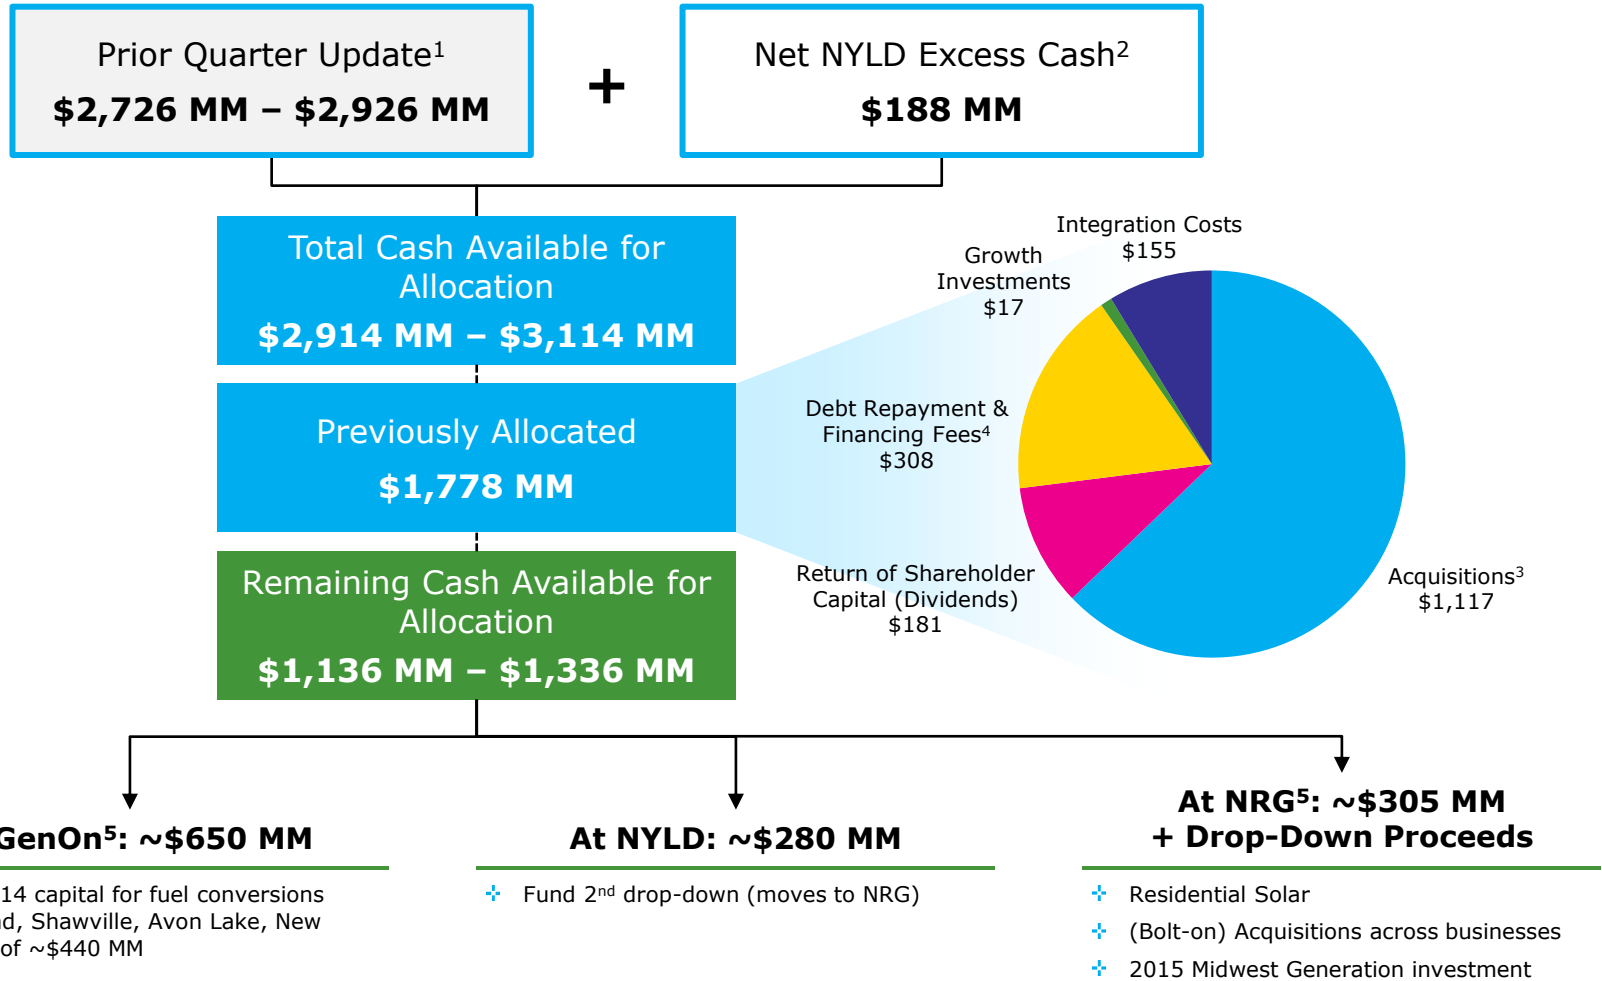 Prior Quarter Update¹
$2,726 MM – $2,926 MM
+
Net NYLD Excess Cash²
$188 MM
Total Cash Available for
Allocation
$2,914 MM – $3,114 MM
Previously Allocated
$1,778 MM
Remaining Cash Available for
Allocation
$1,136 MM – $1,336 MM
Integration Costs
$155
Growth
Investments
$17
Debt Repayment &
Financing Fees⁴
$308
Return of Shareholder
Capital (Dividends)
$181
Acquisitions³
$1,117
GenOn⁵: ~$650 MM
14 capital for fuel conversions
Shawville, Avon Lake, New
of ~$440 MM
At NYLD: ~$280 MM
Fund 2nd drop-down (moves to NRG)
At NRG⁵: ~$305 MM
+ Drop-Down Proceeds
Residential Solar
(Bolt-on) Acquisitions across businesses
2015 Midwest Generation investment